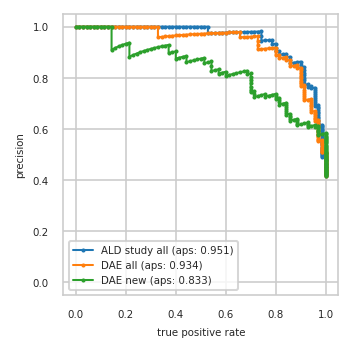 1.0
0.8
0.6
0.4
0.2
0.0
precision
ALD study all (aps: 0.951)
DAE all (aps: 0.934)
DAE new (aps: 0.833)
0.0 0.2 0.4 0.6 0.8 1.0
true positive rate